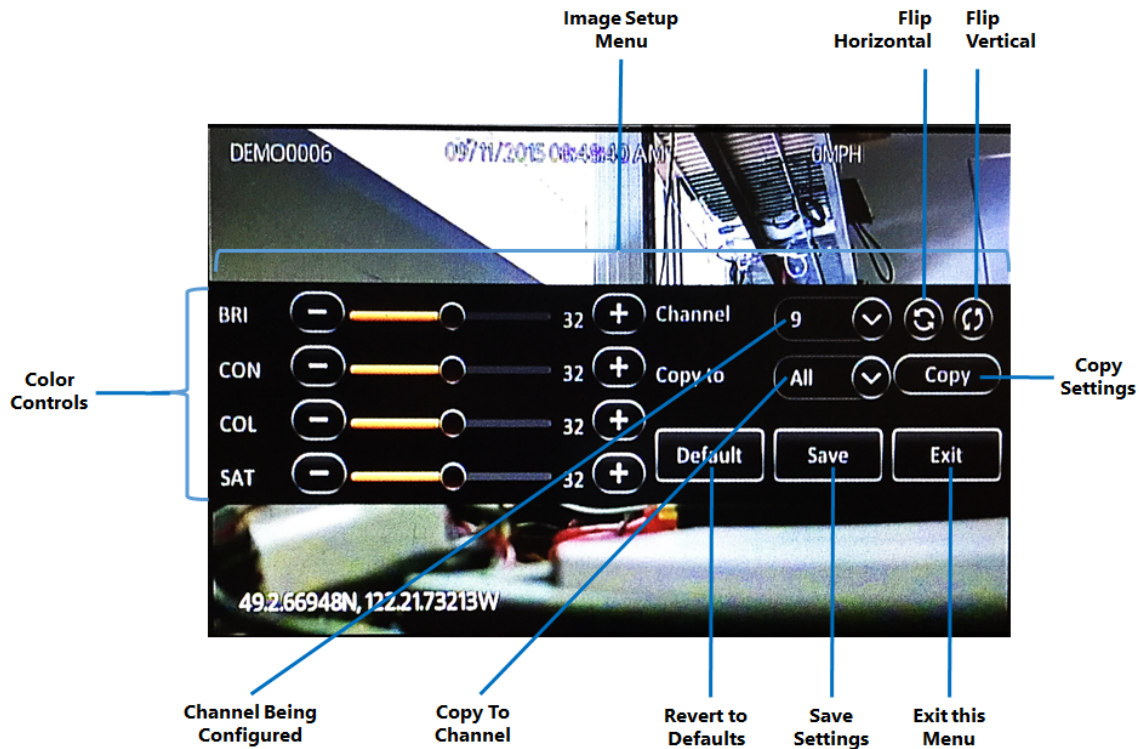 Image Setup
Menu
Flip
Horizontal
Flip
Vertical
DEMO0006
09/11/2015 08:48:40 AM
0MPH
BRI
32
Channel
9
CON
32
Copy to
All
Copy
COL
32
Default
Save
Exit
SAT
32
Color
Controls
Copy
Settings
49.2.66948N, 122.21.73213W
Channel Being
Configured
Copy To
Channel
Revert to
Defaults
Save
Settings
Exit this
Menu